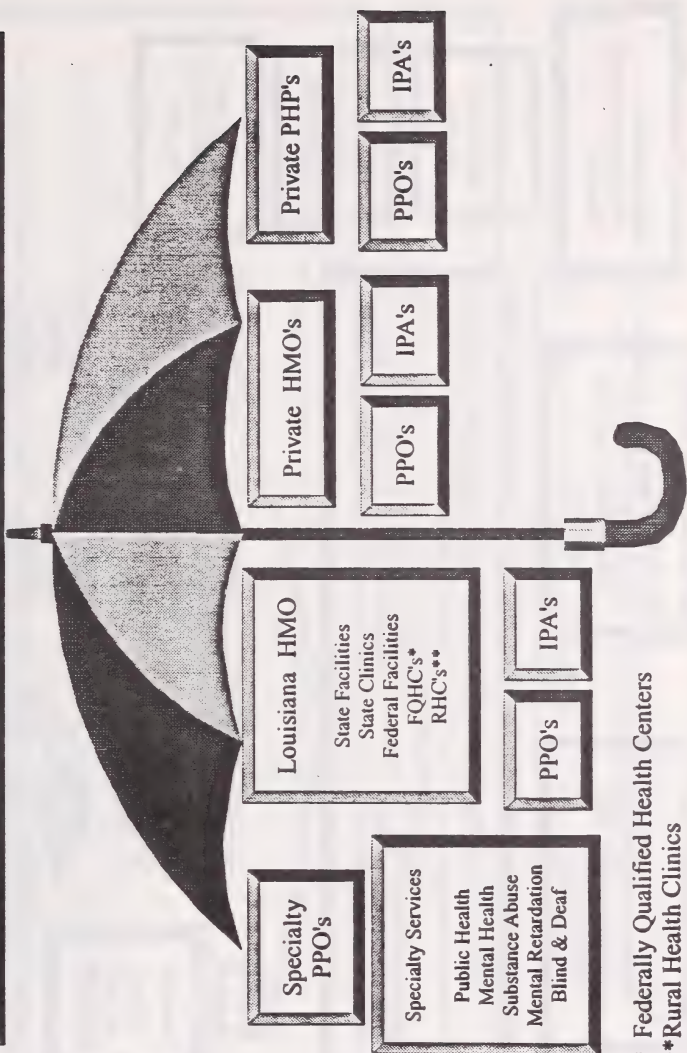 Specialty
PPO's
Specialty Services
Public Health
Mental Health
Substance Abuse
Mental Retardation
Blind & Deaf
Louisiana HMO
State Facilities
State Clinics
Federal Facilities
FQHC's*
RHC's**
PPO's
IPA's
Private HMO's
PPO's
IPA's
Private PHP's
PPO's
IPA's
Federally Qualified Health Centers
*Rural Health Clinics